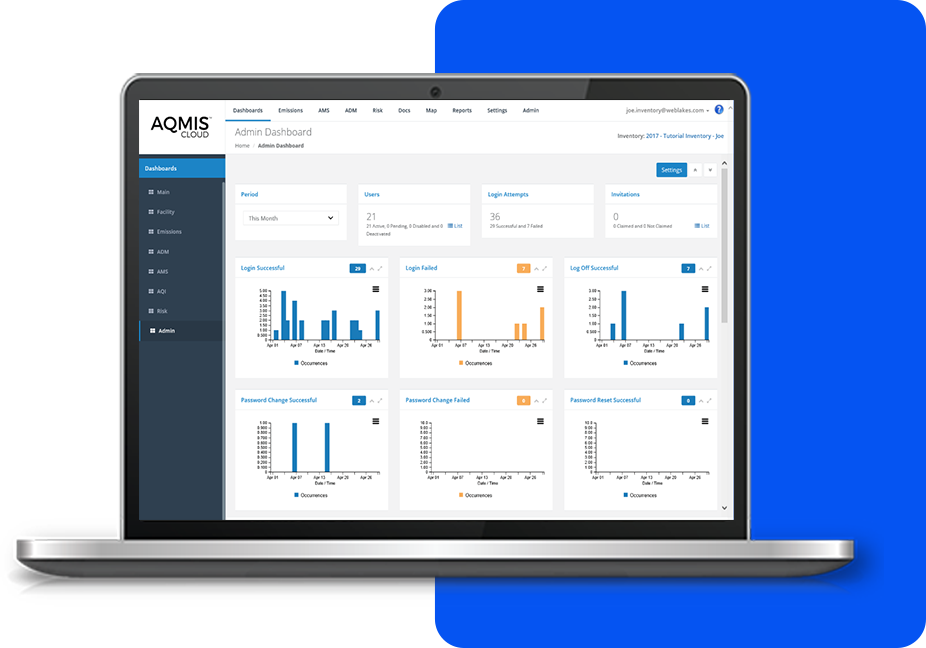 AQMIS™
CLOUD
Dashboards Emissions AMS ADM Risk Docs Map Reports Settings Admin
joe.inventory@weblakes.com
?
Admin Dashboard
Home / Admin Dashboard
Inventory: 2017 - Tutorial Inventory - Joe
Dashboards
Main
Facility
Emissions
ADM
AMS
AQI
Risk
Admin
Settings
Period
This Month
Users
21
21 Active, 0 Pending, 0 Disabled and 0
List
Login Attempts
36
29 Successful and 7 Failed
Invitations
0
0 Claimed and 0 Not Claimed
List
Login Successful
29
5.00
4.50
4.00
3.50
3.00
2.50
2.00
1.50
1.00
0.50
0
Apr 01 Apr 07 Apr 13 Apr 20 Apr 26
Date / Time
Occurrences
Login Failed
7
3.00
2.50
2.00
1.50
1.00
0.50
0
Apr 01 Apr 07 Apr 13 Apr 20 Apr 26
Date / Time
Occurrences
Log Off Successful
7
3.00
2.50
2.00
1.50
1.00
0.50
0
Apr 01 Apr 07 Apr 13 Apr 20 Apr 26
Date / Time
Occurrences
Password Change Successful
2
1.00
0.900
0.800
0.700
0.600
0.500
0.400
0.300
0.200
0.100
0
Apr 01 Apr 07 Apr 13 Apr 20 Apr 26
Date / Time
Occurrences
Password Change Failed
10.0
9.00
8.00
7.00
6.00
5.00
4.00
3.00
2.00
1.00
0
Apr 01 Apr 07 Apr 13 Apr 20 Apr 26
Date / Time
Occurrences
Password Reset Successful
10.0
9.00
8.00
7.00
6.00
5.00
4.00
3.00
2.00
1.00
0
Apr 01 Apr 07 Apr 13 Apr 20 Apr 26
Date / Time
Occurrences